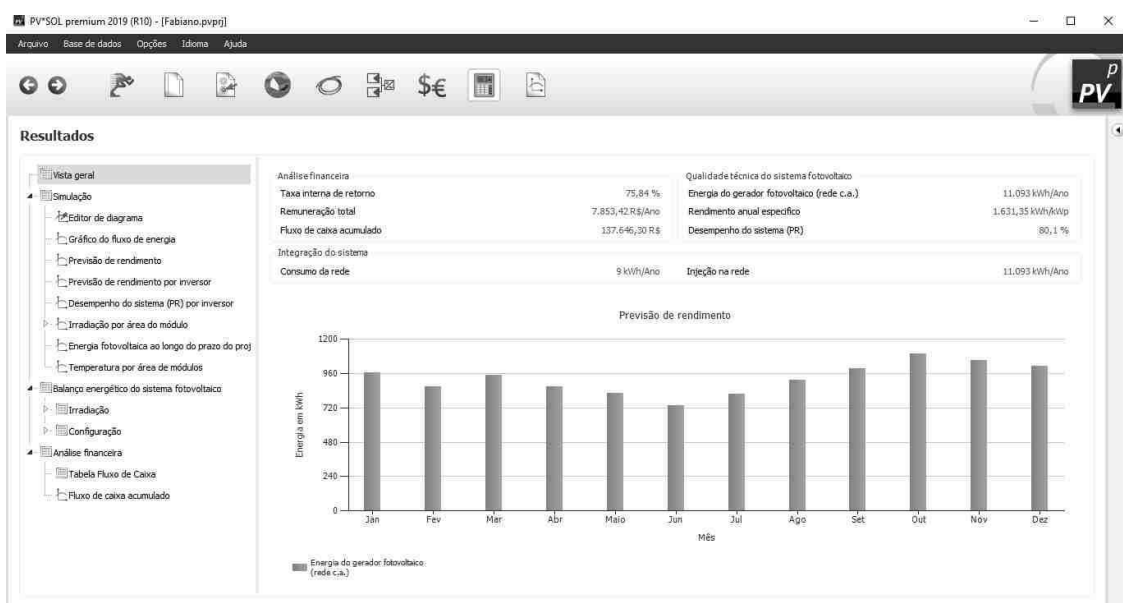 PV*SOL premium 2019 (R10) - [Fabiano.pvprj]
Arquivo Base de dados Opções Idioma Ajuda
$€
p
PV
Resultados
Vista geral
Simulação
Editor de diagrama
Gráfico do fluxo de energia
Previsão de rendimento
Previsão de rendimento por inversor
Desempenho do sistema (PR) por inversor
Irradiação por área do módulo
Energia fotovoltaica ao longo do prazo do proj
Temperatura por área de módulos
Balanço energético do sistema fotovoltaico
Irradiação
Configuração
Análise financeira
Tabela Fluxo de Caixa
Fluxo de caixa acumulado
Análise financeira
Taxa interna de retorno 75,84 %
Remuneração total 7.853,42 R$/Ano
Fluxo de caixa acumulado 137.646,30 R$
Qualidade técnica do sistema fotovoltaico
Energia do gerador fotovoltaico (rede c.a.) 11.093 kWh/Ano
Rendimento anual específico 1.631,35 kWh/kWp
Desempenho do sistema (PR) 80,1 %
Integração do sistema
Consumo da rede 9 kWh/Ano Injeção na rede 11.093 kWh/Ano
Previsão de rendimento
Energia em kWh
1200
960
720
480
240
0
Jan Fev Mar Abr Maio Jun Jul Ago Set Out Nov Dez
Mês
Energia do gerador fotovoltaico
(rede c.a.)